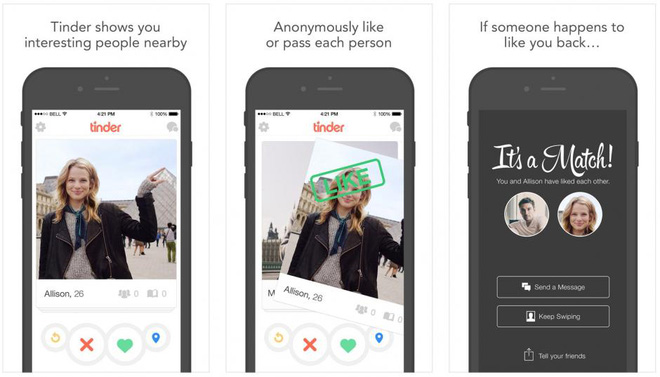 Tinder shows you
interesting people nearby
●●●○○ BELL 4:21 PM 100%
tinder
Allison, 26
0 0
Anonymously like
or pass each person
●●●○○ BELL 4:21 PM 100%
tinder
LIKE
M
Allison, 26
0 0
If someone happens to
like you back...
It's a Match!
You and Allison have liked each other.
Send a Message
Keep Swiping
Tell your friends